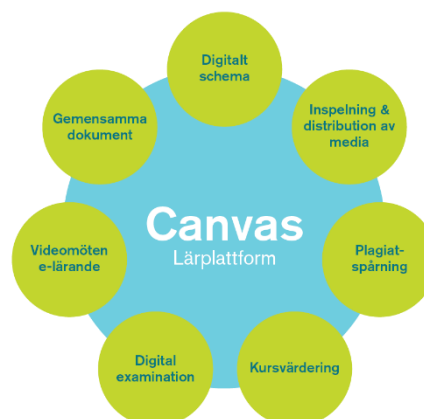 Digitalt
schema
Gemensamma
dokument
Inspelning &
distribution av
media
Canvas
Lärplattform
Videomöten
e-lärande
Plagiat-
spårning
Digital
examination
Kursvärdering